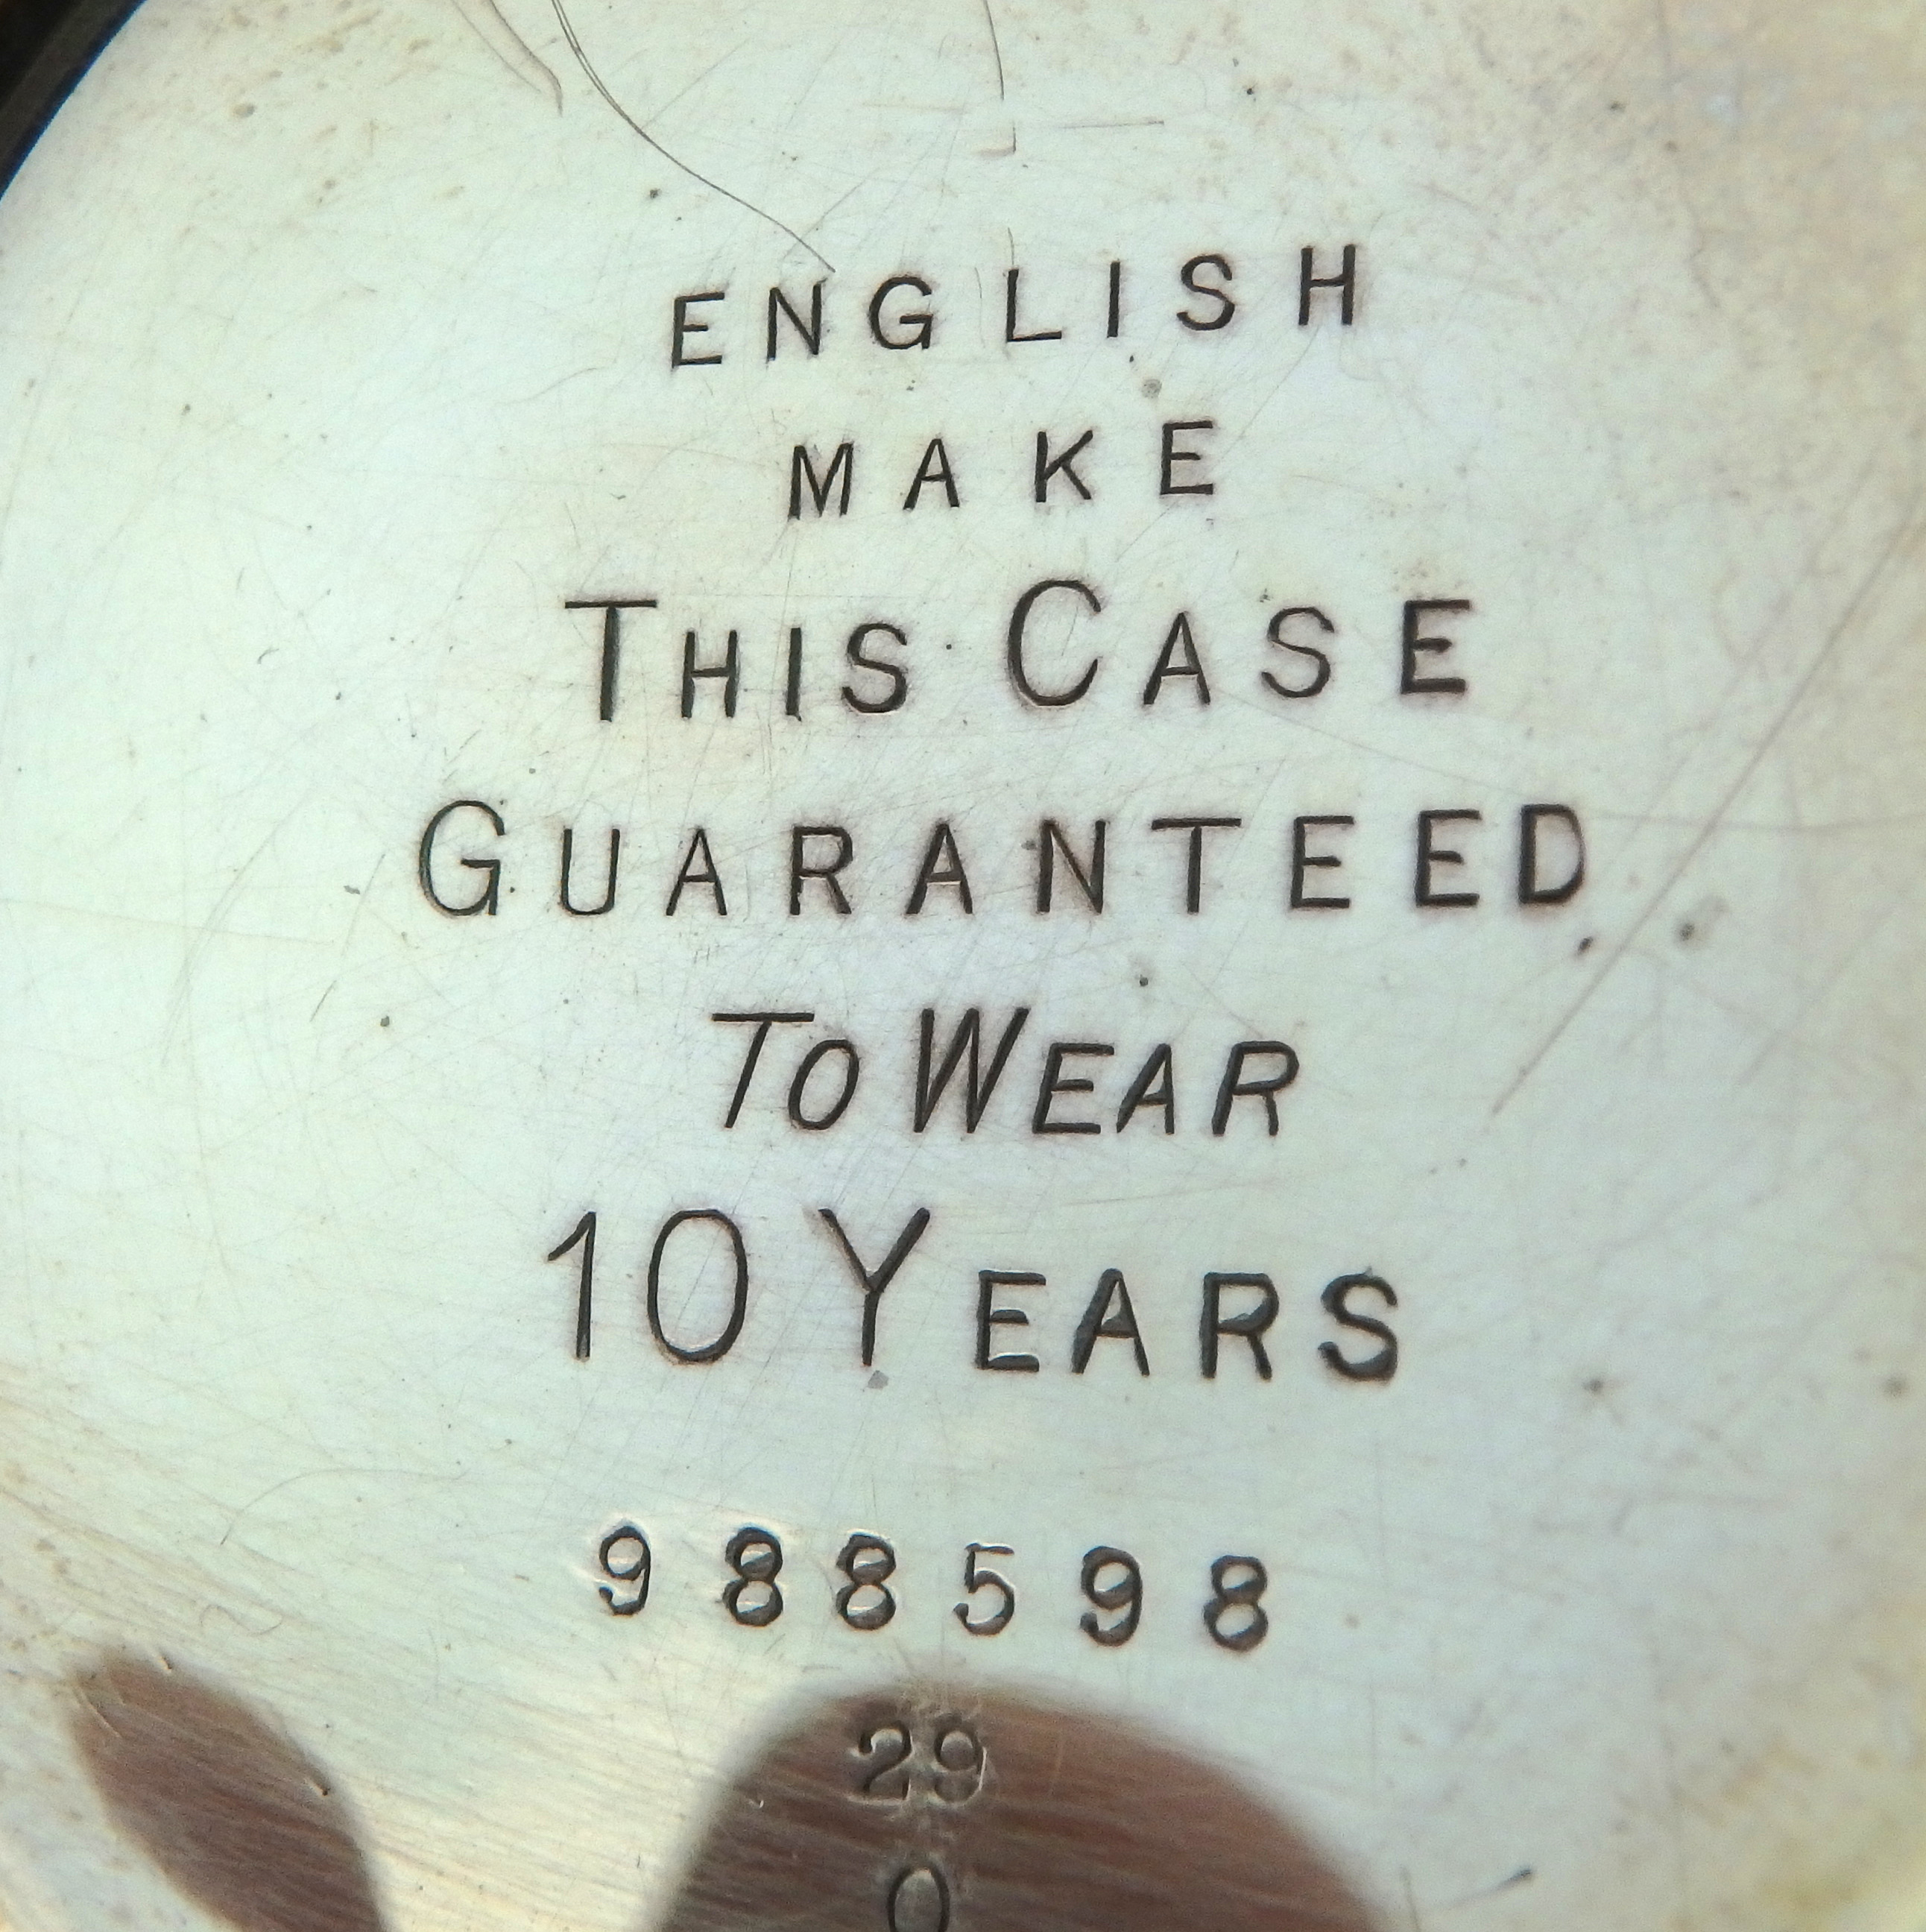 ENGLISH
MAKE
THIS CASE
GUARANTEED
TO WEAR
10 YEARS
988598
29
0